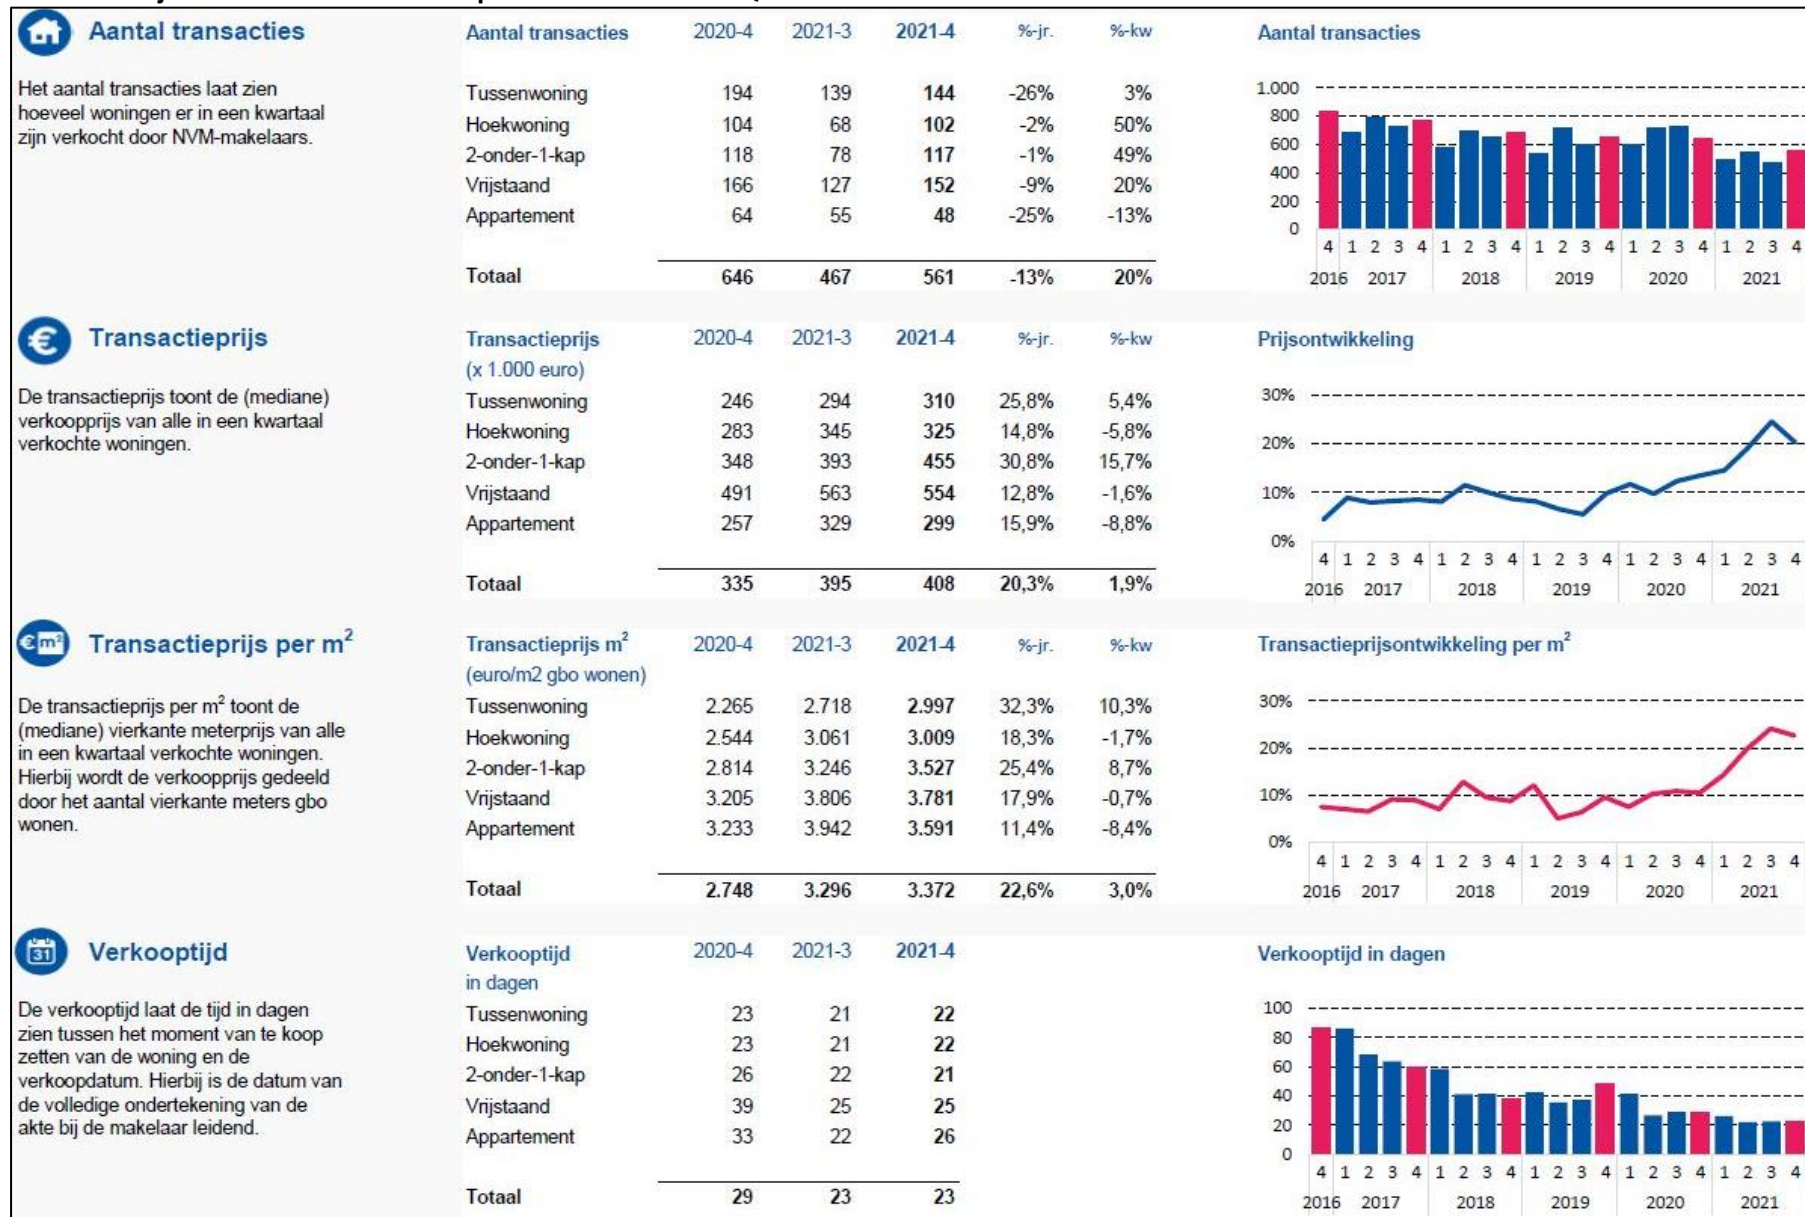 Aantal transacties
Het aantal transacties laat zien
hoeveel woningen er in een kwartaal
zijn verkocht door NVM-makelaars.
Aantal transacties 2020-4 2021-3 2021-4 %-jr. %-kw
Tussenwoning 194 139 144 -26% 3%
Hoekwoning 104 68 102 -2% 50%
2-onder-1-kap 118 78 117 -1% 49%
Vrijstaand 166 127 152 -9% 20%
Appartement 64 55 48 -25% -13%
Totaal 646 467 561 -13% 20%
Aantal transacties
1.000
800
600
400
200
0
4 1 2 3 4 1 2 3 4 1 2 3 4 1 2 3 4 1 2 3 4
2016 2017 2018 2019 2020 2021
€ Transactieprijs
De transactieprijs toont de (mediane)
verkoopprijs van alle in een kwartaal
verkochte woningen.
Transactieprijs 2020-4 2021-3 2021-4 %-jr. %-kw
(x 1.000 euro)
Tussenwoning 246 294 310 25,8% 5,4%
Hoekwoning 283 345 325 14,8% -5,8%
2-onder-1-kap 348 393 455 30,8% 15,7%
Vrijstaand 491 563 554 12,8% -1,6%
Appartement 257 329 299 15,9% -8,8%
Totaal 335 395 408 20,3% 1,9%
Prijsontwikkeling
30%
20%
10%
0%
4 1 2 3 4 1 2 3 4 1 2 3 4 1 2 3 4 1 2 3 4
2016 2017 2018 2019 2020 2021
€ m² Transactieprijs per m²
De transactieprijs per m² toont de
(mediane) vierkante meterprijs van alle
in een kwartaal verkochte woningen.
Hierbij wordt de verkoopprijs gedeeld
door het aantal vierkante meters gbo
wonen.
Transactieprijs m² 2020-4 2021-3 2021-4 %-jr. %-kw
(euro/m2 gbo wonen)
Tussenwoning 2.265 2.718 2.997 32,3% 10,3%
Hoekwoning 2.544 3.061 3.009 18,3% -1,7%
2-onder-1-kap 2.814 3.246 3.527 25,4% 8,7%
Vrijstaand 3.205 3.806 3.781 17,9% -0,7%
Appartement 3.233 3.942 3.591 11,4% -8,4%
Totaal 2.748 3.296 3.372 22,6% 3,0%
Transactieprijsontwikkeling per m²
30%
20%
10%
0%
4 1 2 3 4 1 2 3 4 1 2 3 4 1 2 3 4 1 2 3 4
2016 2017 2018 2019 2020 2021
31 Verkooptijd
De verkooptijd laat de tijd in dagen
zien tussen het moment van te koop
zetten van de woning en de
verkoopdatum. Hierbij is de datum van
de volledige ondertekening van de
akte bij de makelaar leidend.
Verkooptijd 2020-4 2021-3 2021-4
in dagen
Tussenwoning 23 21 22
Hoekwoning 23 21 22
2-onder-1-kap 26 22 21
Vrijstaand 39 25 25
Appartement 33 22 26
Totaal 29 23 23
Verkooptijd in dagen
100
80
60
40
20
0
4 1 2 3 4 1 2 3 4 1 2 3 4 1 2 3 4 1 2 3 4
2016 2017 2018 2019 2020 2021